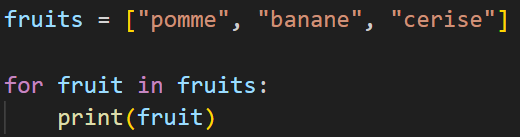 fruits = ["pomme", "banane", "cerise"]
for fruit in fruits:
    print(fruit)